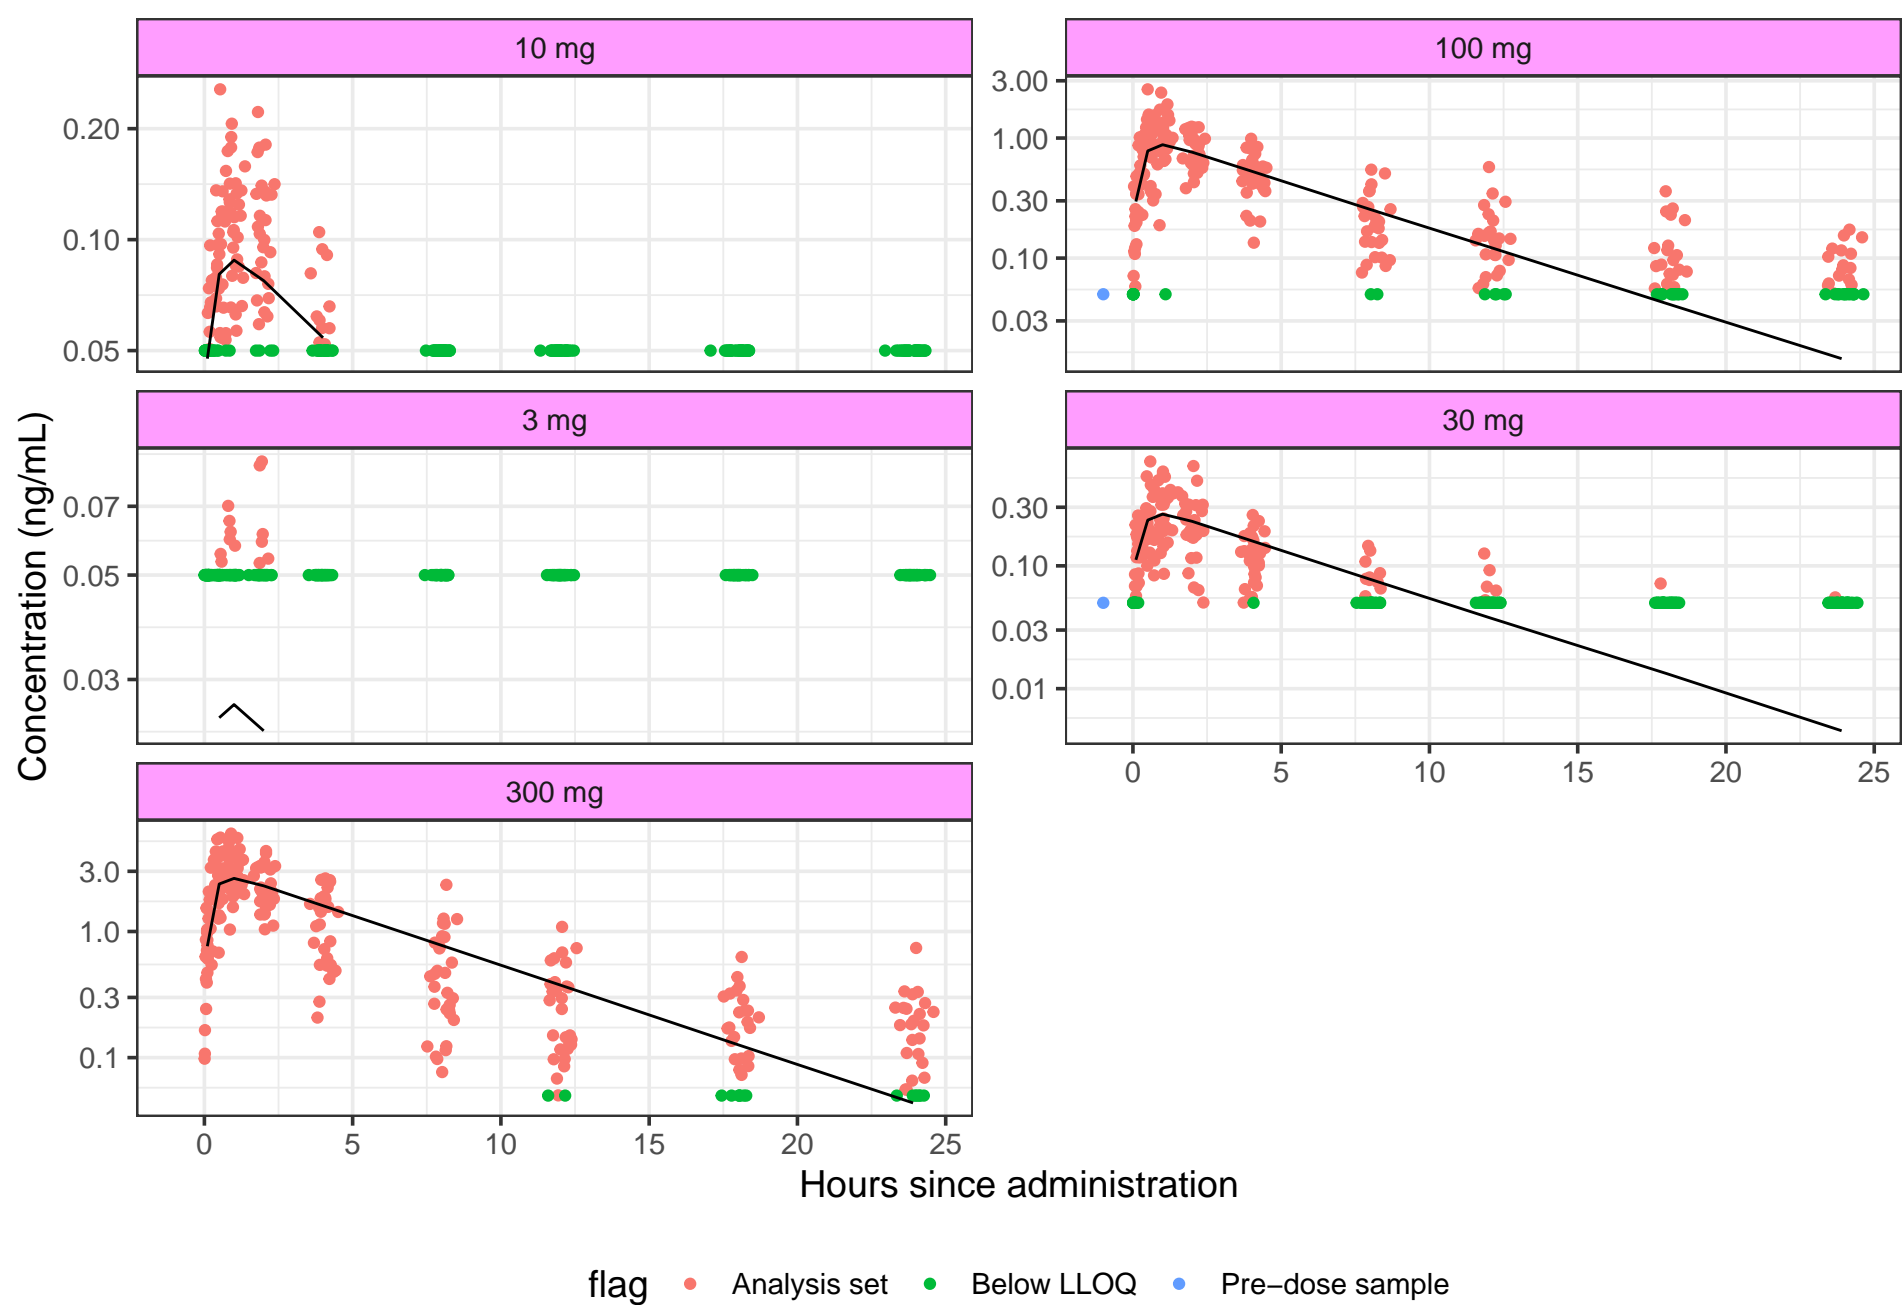 10 mg
100 mg
0.20
0.10
0.05
3.00
1.00
0.30
0.10
0.03
3 mg
30 mg
Concentration (ng/mL)
0.07
0.05
0.03
0.30
0.10
0.03
0.01
0 5 10 15 20 25
300 mg
3.0
1.0
0.3
0.1
0 5 10 15 20 25
Hours since administration
flag Analysis set Below LLOQ Pre−dose sample